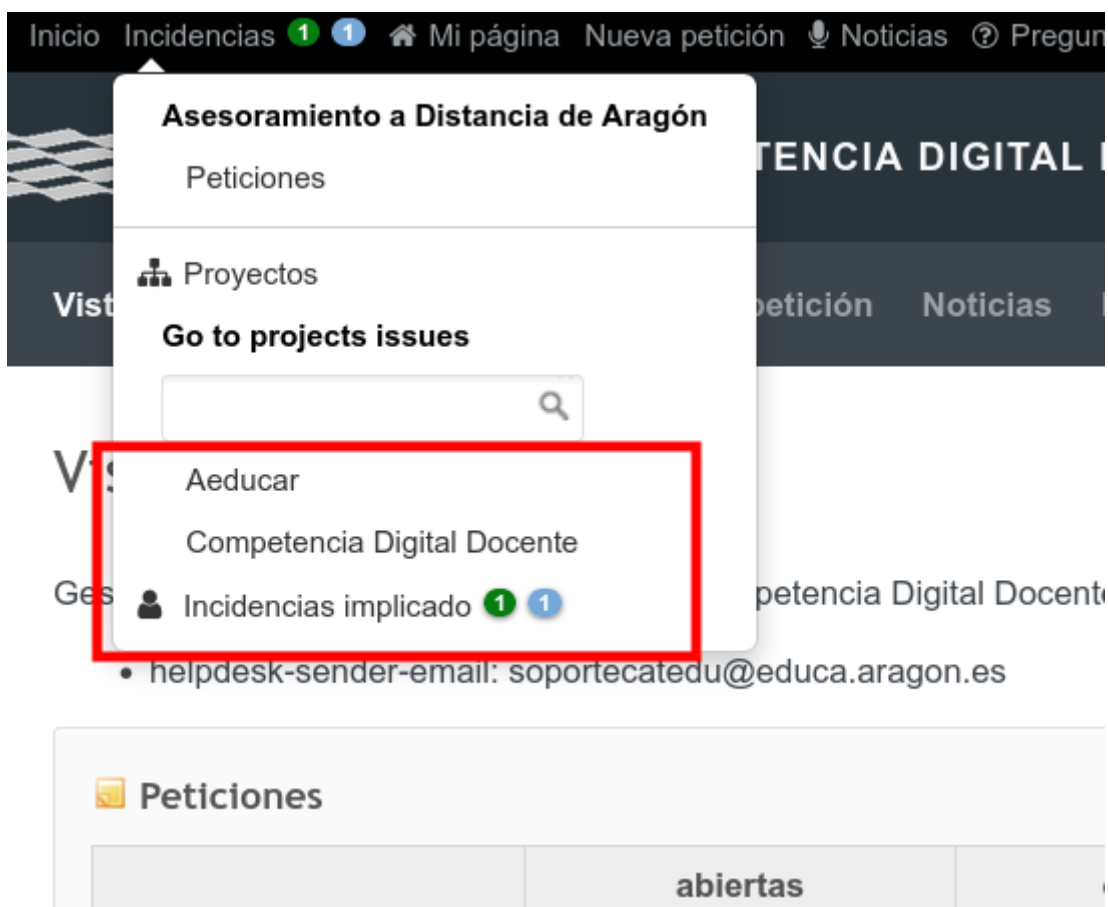 Inicio Incidencias 1 1 Mi página Nueva petición Noticias Pregun
Asesoramiento a Distancia de Aragón
TENCIA DIGITAL
Peticiones
Proyectos
Vist petición Noticias
Go to projects issues
Aeducar
Competencia Digital Docente
Ges Incidencias implicado 1 1 petencia Digital Docente
• helpdesk-sender-email: soportecatedu@educa.aragon.es
Peticiones
abiertas